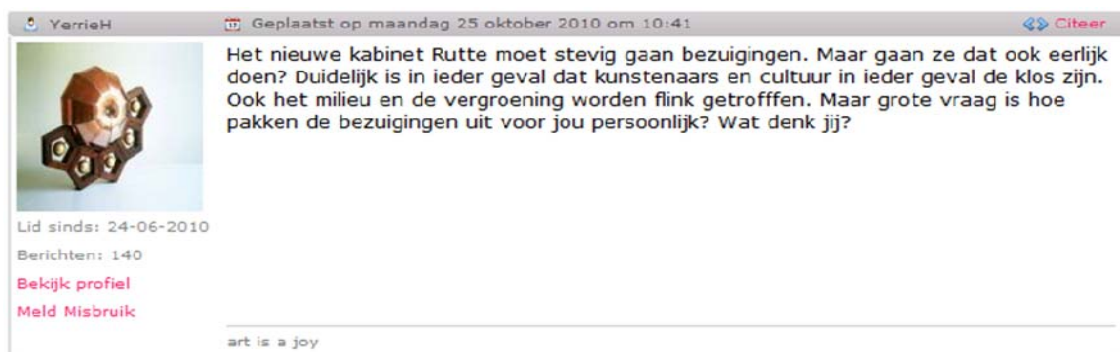 YerrieH
Geplaatst op maandag 25 oktober 2010 om 10:41
Citeer
Het nieuwe kabinet Rutte moet stevig gaan bezuigingen. Maar gaan ze dat ook eerlijk
doen? Duidelijk is in ieder geval dat kunstenaars en cultuur in ieder geval de klos zijn.
Ook het milieu en de vergroening worden flink getrofffen. Maar grote vraag is hoe
pakken de bezuigingen uit voor jou persoonlijk? Wat denk jij?
Lid sinds: 24-06-2010
Berichten: 140
Bekijk profiel
Meld Misbruik
art is a joy